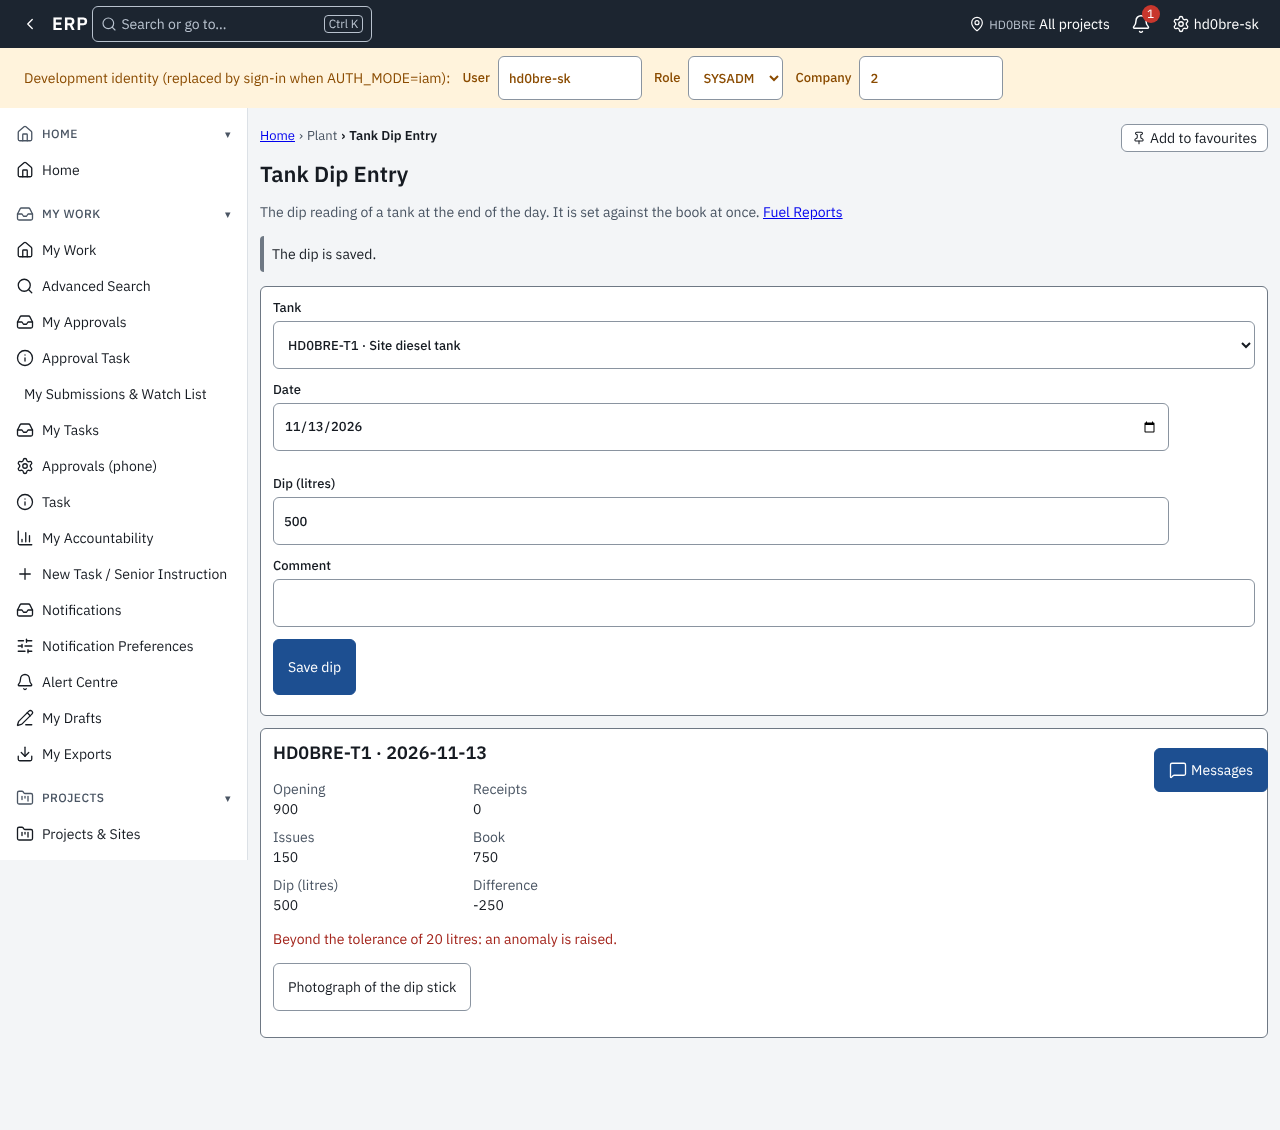 ERP
Search or go to...
Ctrl K
HD0BRE All projects
1
hd0bre-sk
Development identity (replaced by sign-in when AUTH_MODE=iam):
User
hd0bre-sk
Role
SYSADM
Company
2
HOME
Home
MY WORK
My Work
Advanced Search
My Approvals
Approval Task
My Submissions & Watch List
My Tasks
Approvals (phone)
Task
My Accountability
New Task / Senior Instruction
Notifications
Notification Preferences
Alert Centre
My Drafts
My Exports
PROJECTS
Projects & Sites
Home › Plant › Tank Dip Entry
Add to favourites
Tank Dip Entry
The dip reading of a tank at the end of the day. It is set against the book at once. Fuel Reports
The dip is saved.
Tank
HD0BRE-T1 · Site diesel tank
Date
11/13/2026
Dip (litres)
500
Comment
Save dip
HD0BRE-T1 · 2026-11-13
Messages
Opening
900
Receipts
0
Issues
150
Book
750
Dip (litres)
500
Difference
-250
Beyond the tolerance of 20 litres: an anomaly is raised.
Photograph of the dip stick